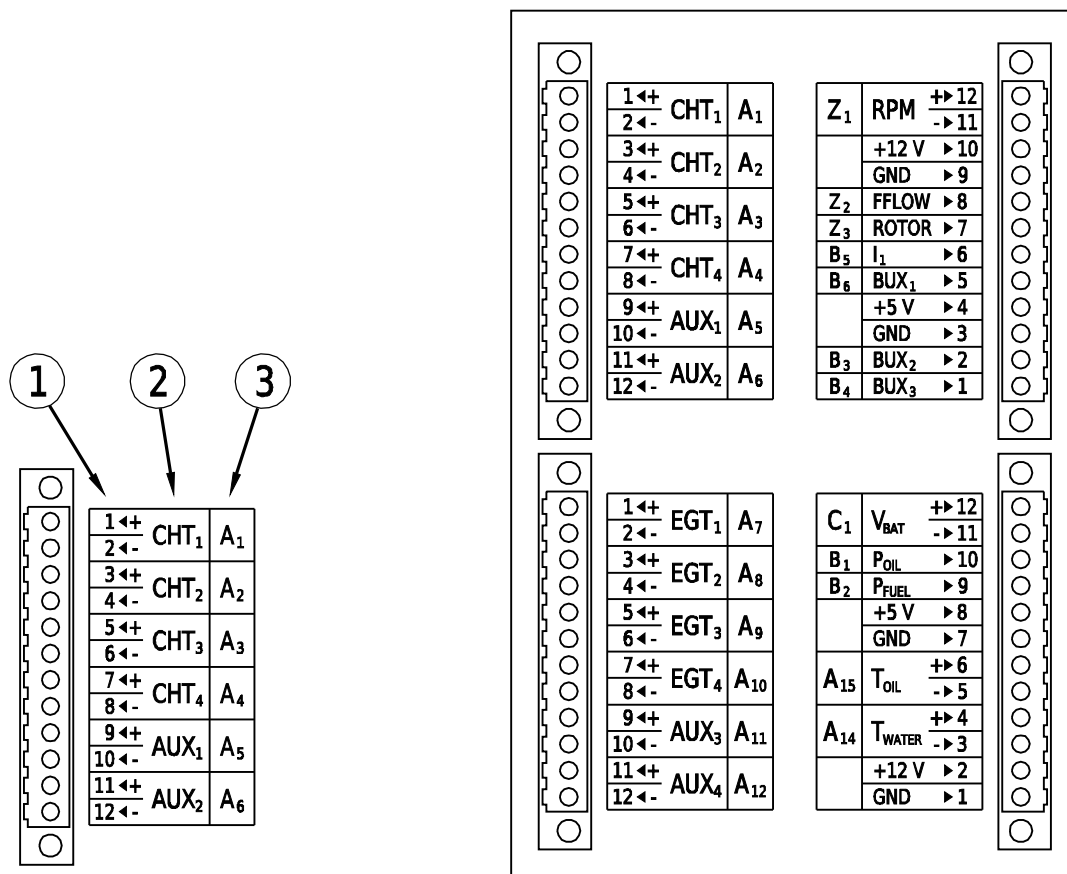 1 2 3
1◄+ CHT₁ A₁
2◄-
3◄+ CHT₂ A₂
4◄-
5◄+ CHT₃ A₃
6◄-
7◄+ CHT₄ A₄
8◄-
9◄+ AUX₁ A₅
10◄-
11◄+ AUX₂ A₆
12◄-
1◄+ CHT₁ A₁
2◄-
3◄+ CHT₂ A₂
4◄-
5◄+ CHT₃ A₃
6◄-
7◄+ CHT₄ A₄
8◄-
9◄+ AUX₁ A₅
10◄-
11◄+ AUX₂ A₆
12◄-
Z₁ RPM +►12
-►11
+12 V ►10
GND ►9
Z₂ FFLOW ►8
Z₃ ROTOR ►7
B₅ I₁ ►6
B₆ BUX₁ ►5
+5 V ►4
GND ►3
B₃ BUX₂ ►2
B₄ BUX₃ ►1
1◄+ EGT₁ A₇
2◄-
3◄+ EGT₂ A₈
4◄-
5◄+ EGT₃ A₉
6◄-
7◄+ EGT₄ A₁₀
8◄-
9◄+ AUX₃ A₁₁
10◄-
11◄+ AUX₄ A₁₂
12◄-
C₁ V_BAT +►12
-►11
B₁ P_OIL ►10
B₂ P_FUEL ►9
+5 V ►8
GND ►7
A₁₅ T_OIL +►6
-►5
A₁₄ T_WATER +►4
-►3
+12 V ►2
GND ►1